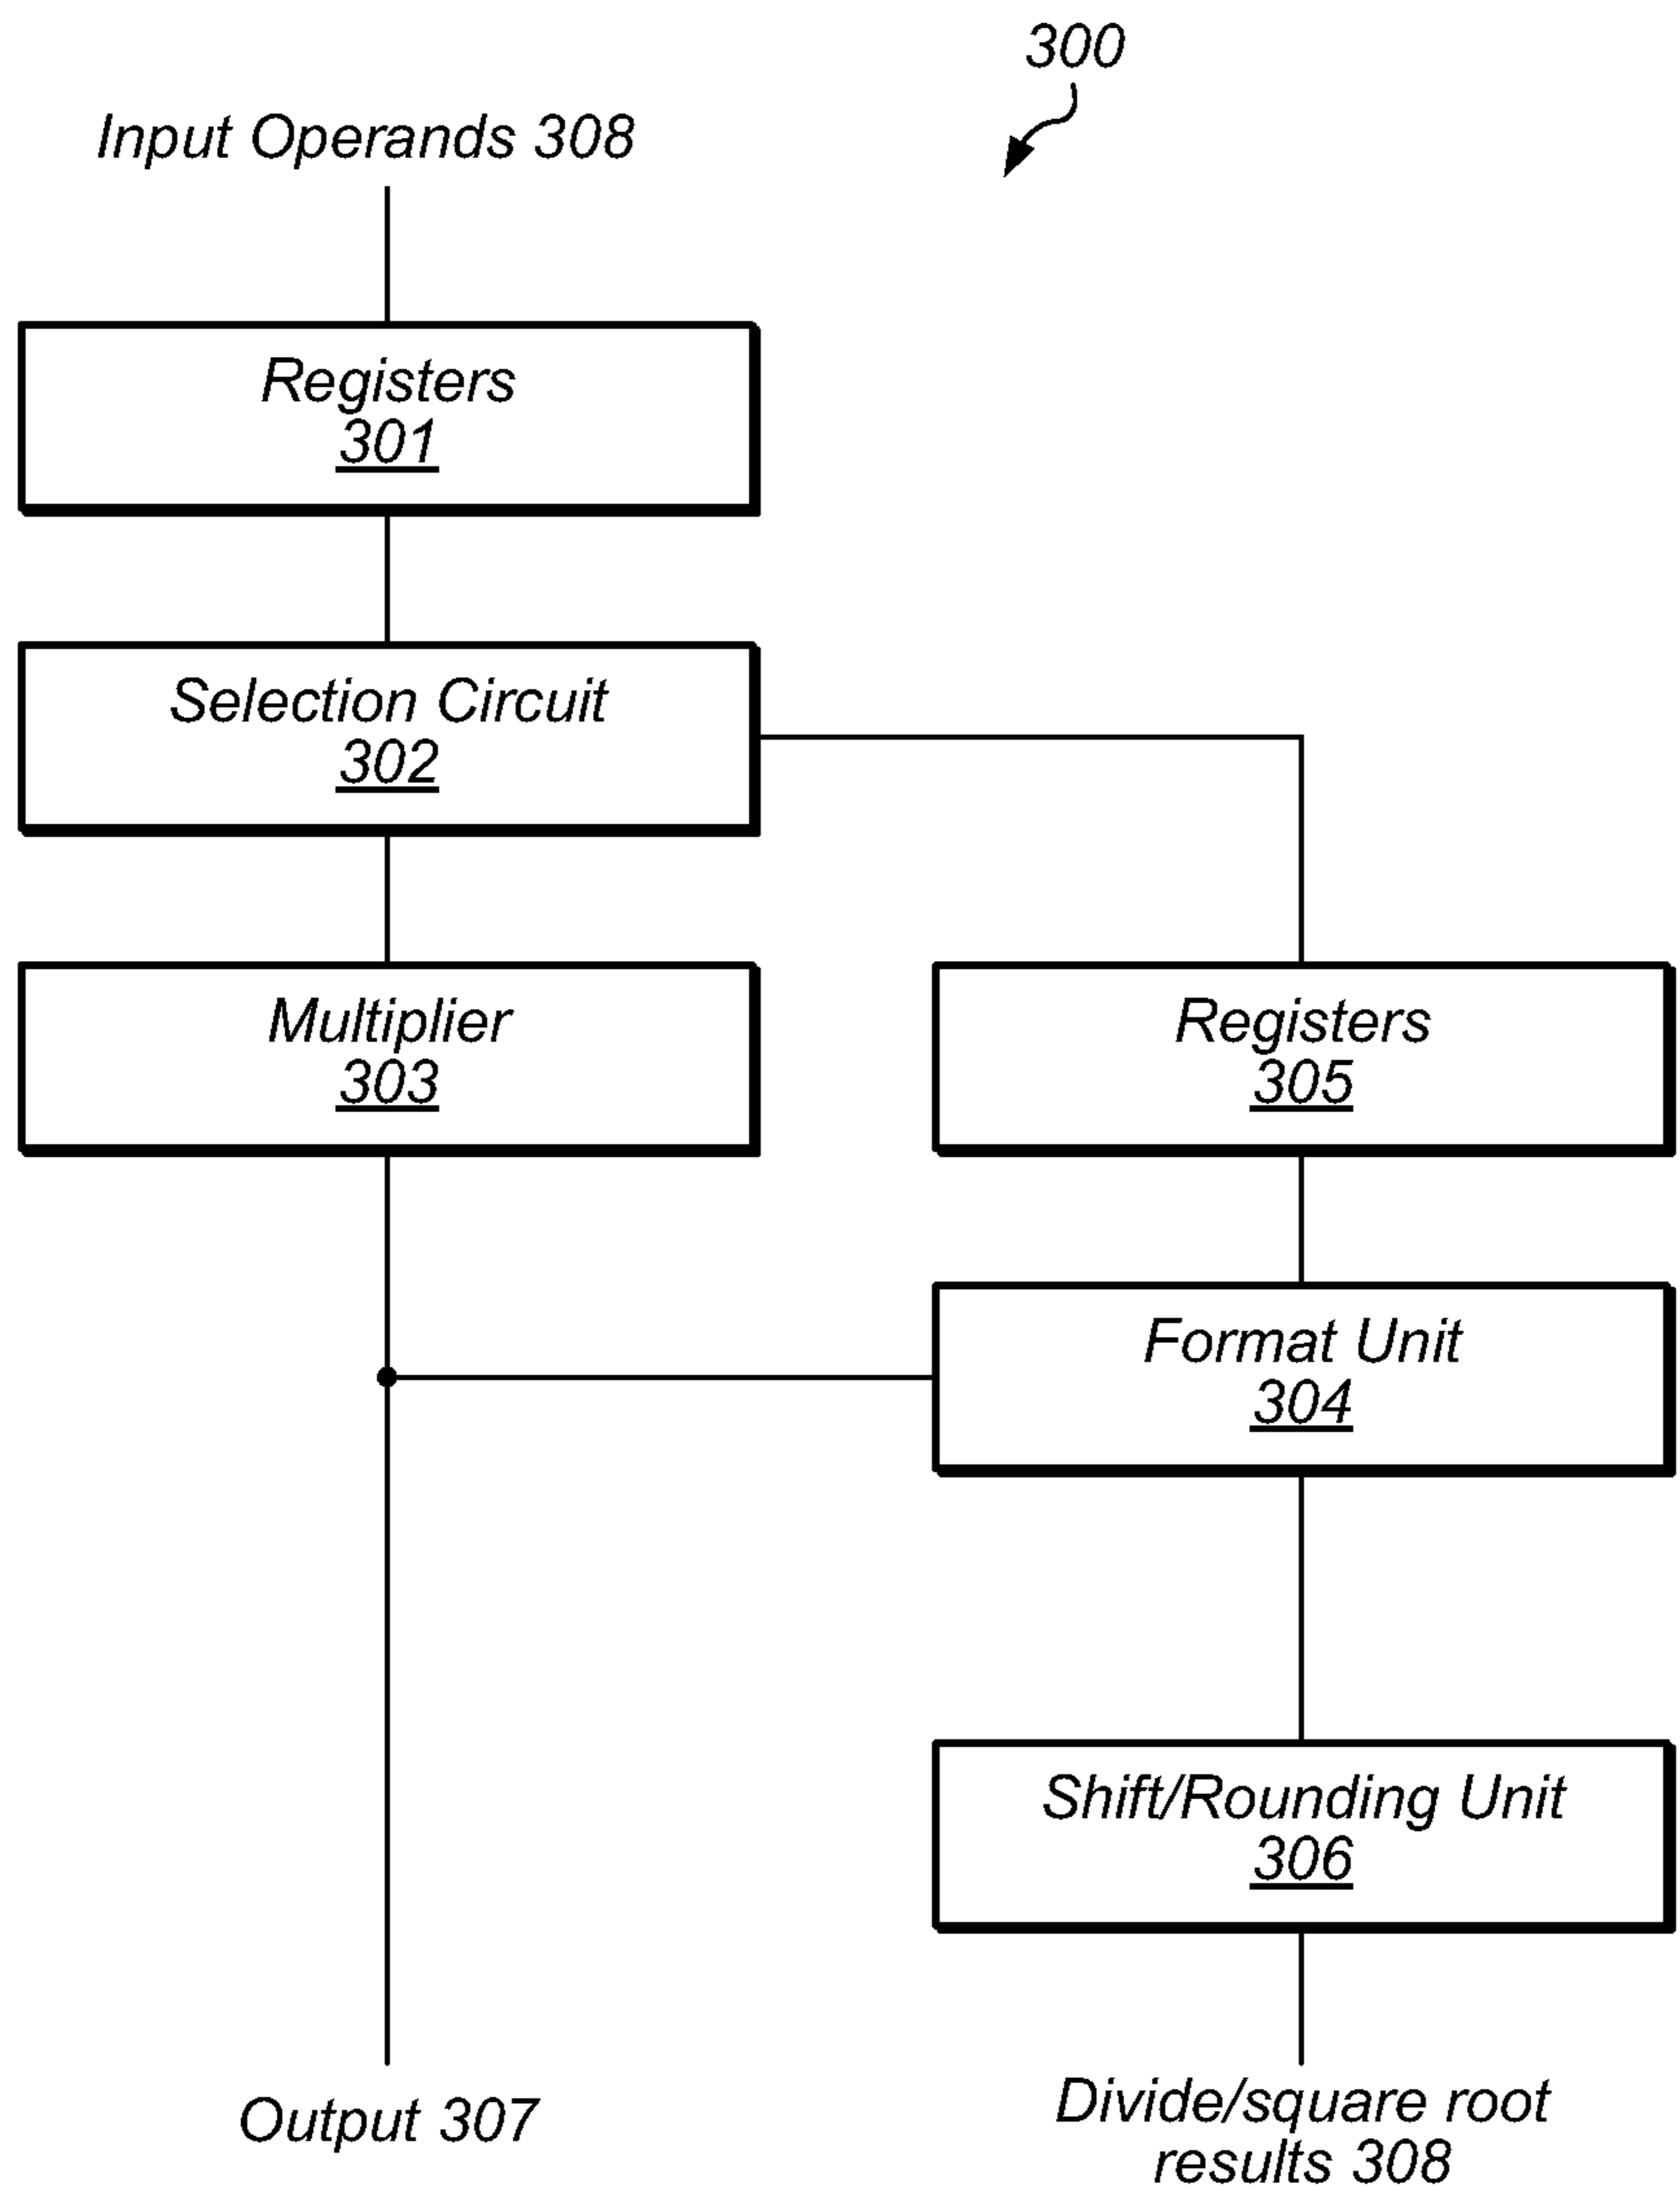 300
Input Operands 308
Registers
301
Selection Circuit
302
Multiplier
303
Registers
305
Format Unit
304
Shift/Rounding Unit
306
Output 307
Divide/square root
results 308